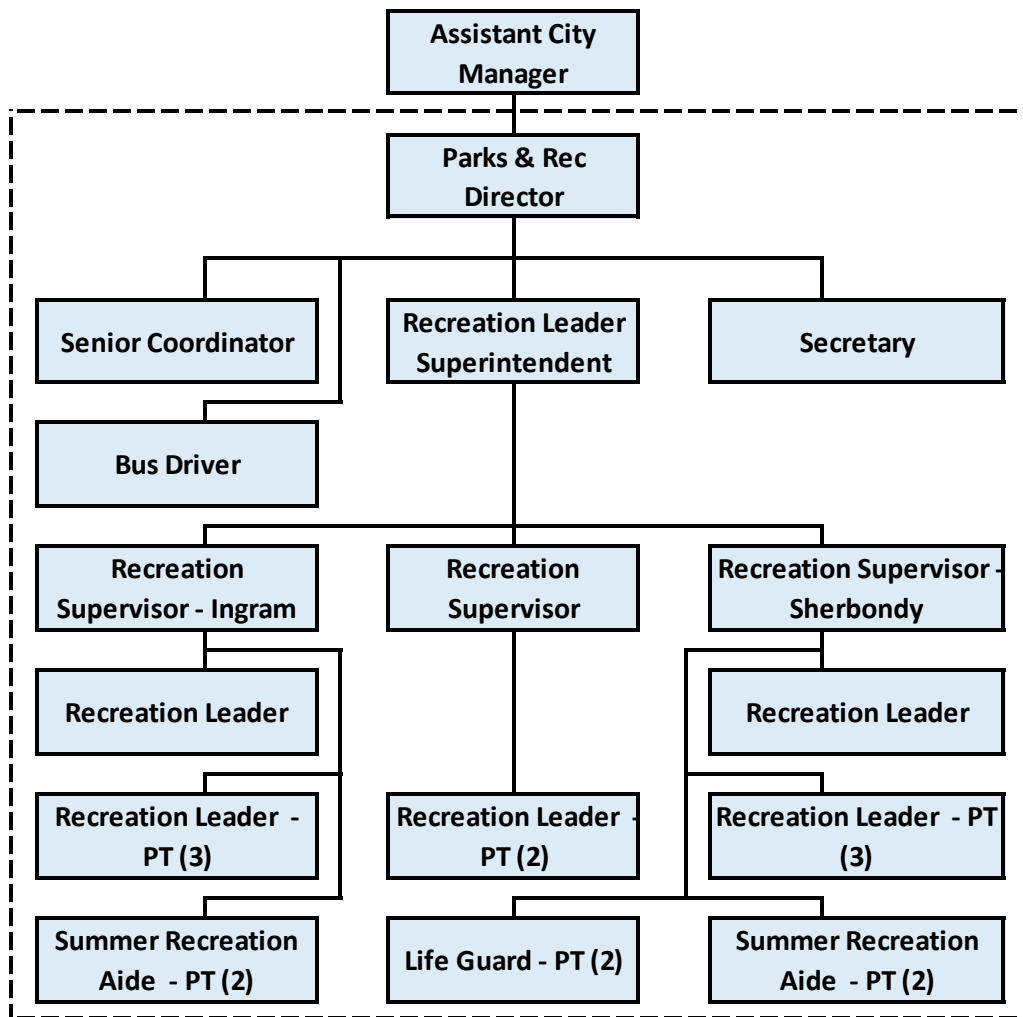 Assistant City
Manager
Parks & Rec
Director
Senior Coordinator
Recreation Leader
Superintendent
Secretary
Bus Driver
Recreation
Supervisor - Ingram
Recreation
Supervisor
Recreation Supervisor -
Sherbondy
Recreation Leader
Recreation Leader
Recreation Leader -
PT (3)
Recreation Leader -
PT (2)
Recreation Leader - PT
(3)
Summer Recreation
Aide - PT (2)
Life Guard - PT (2)
Summer Recreation
Aide - PT (2)